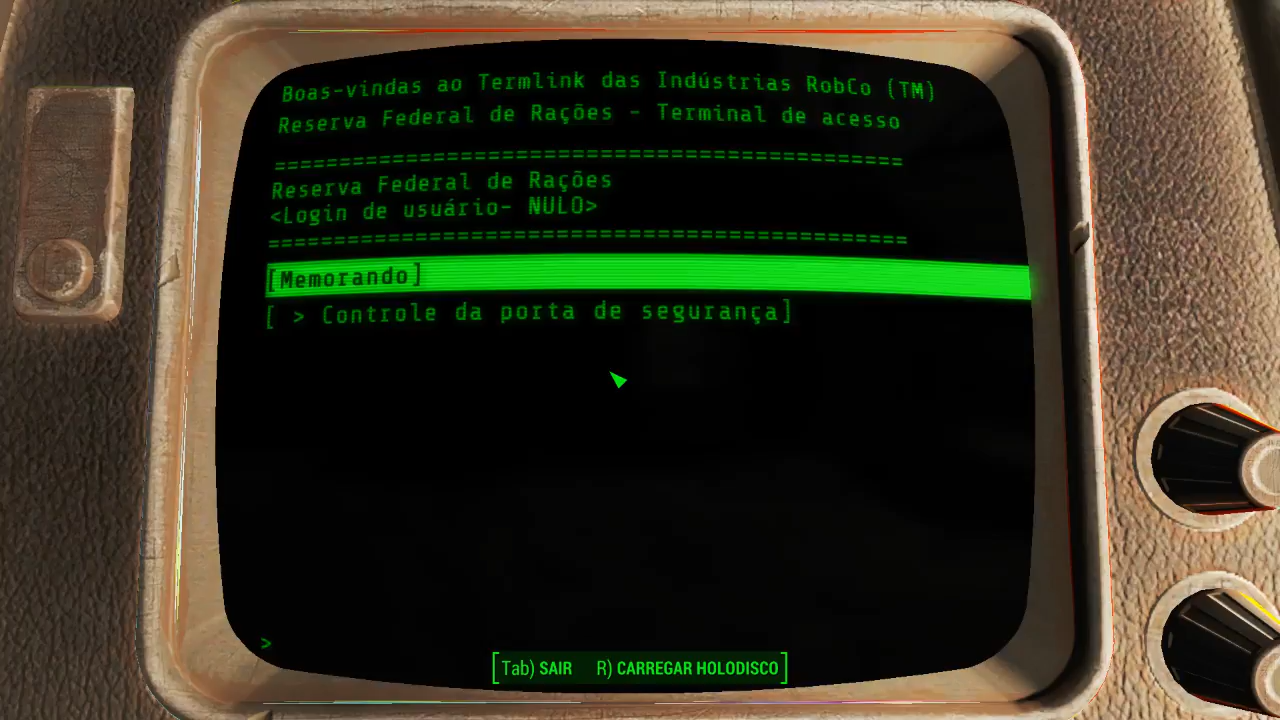 Boas-vindas ao Termlink das Indústrias RobCo (TM)
Reserva Federal de Rações - Terminal de acesso
================================================
Reserva Federal de Rações
<Login de usuário- NULO>
================================================
[Memorando]
[ > Controle da porta de segurança]
>
[Tab) SAIR R) CARREGAR HOLODISCO]